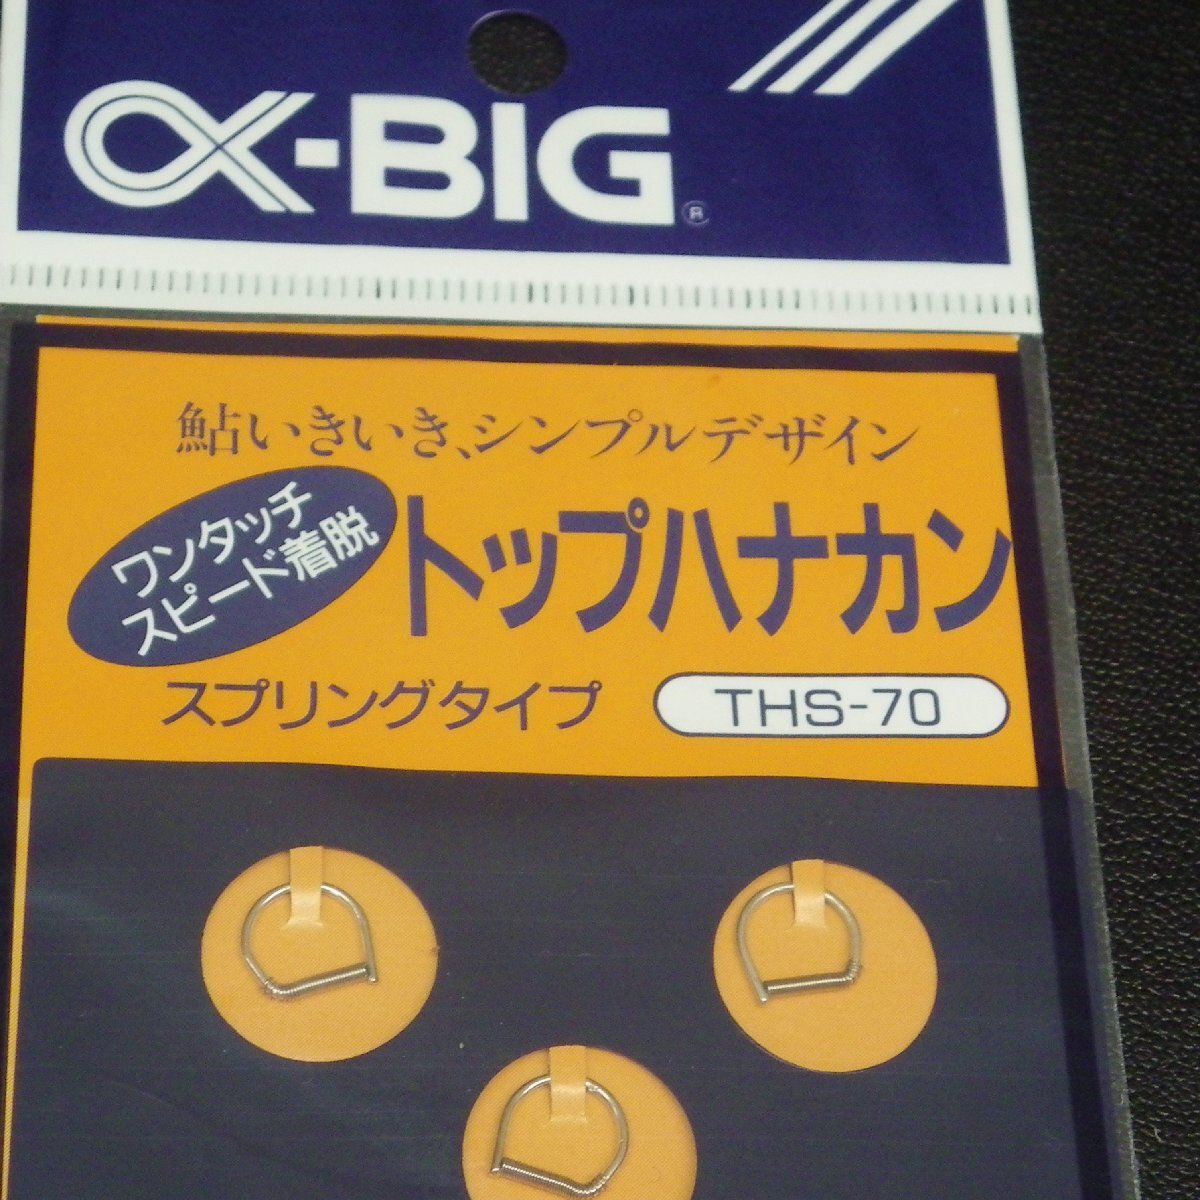 α-BIG®
鮎いきいき、シンプルデザイン
ワンタッチ
スピード着脱
トップハナカン
スプリングタイプ
THS-70